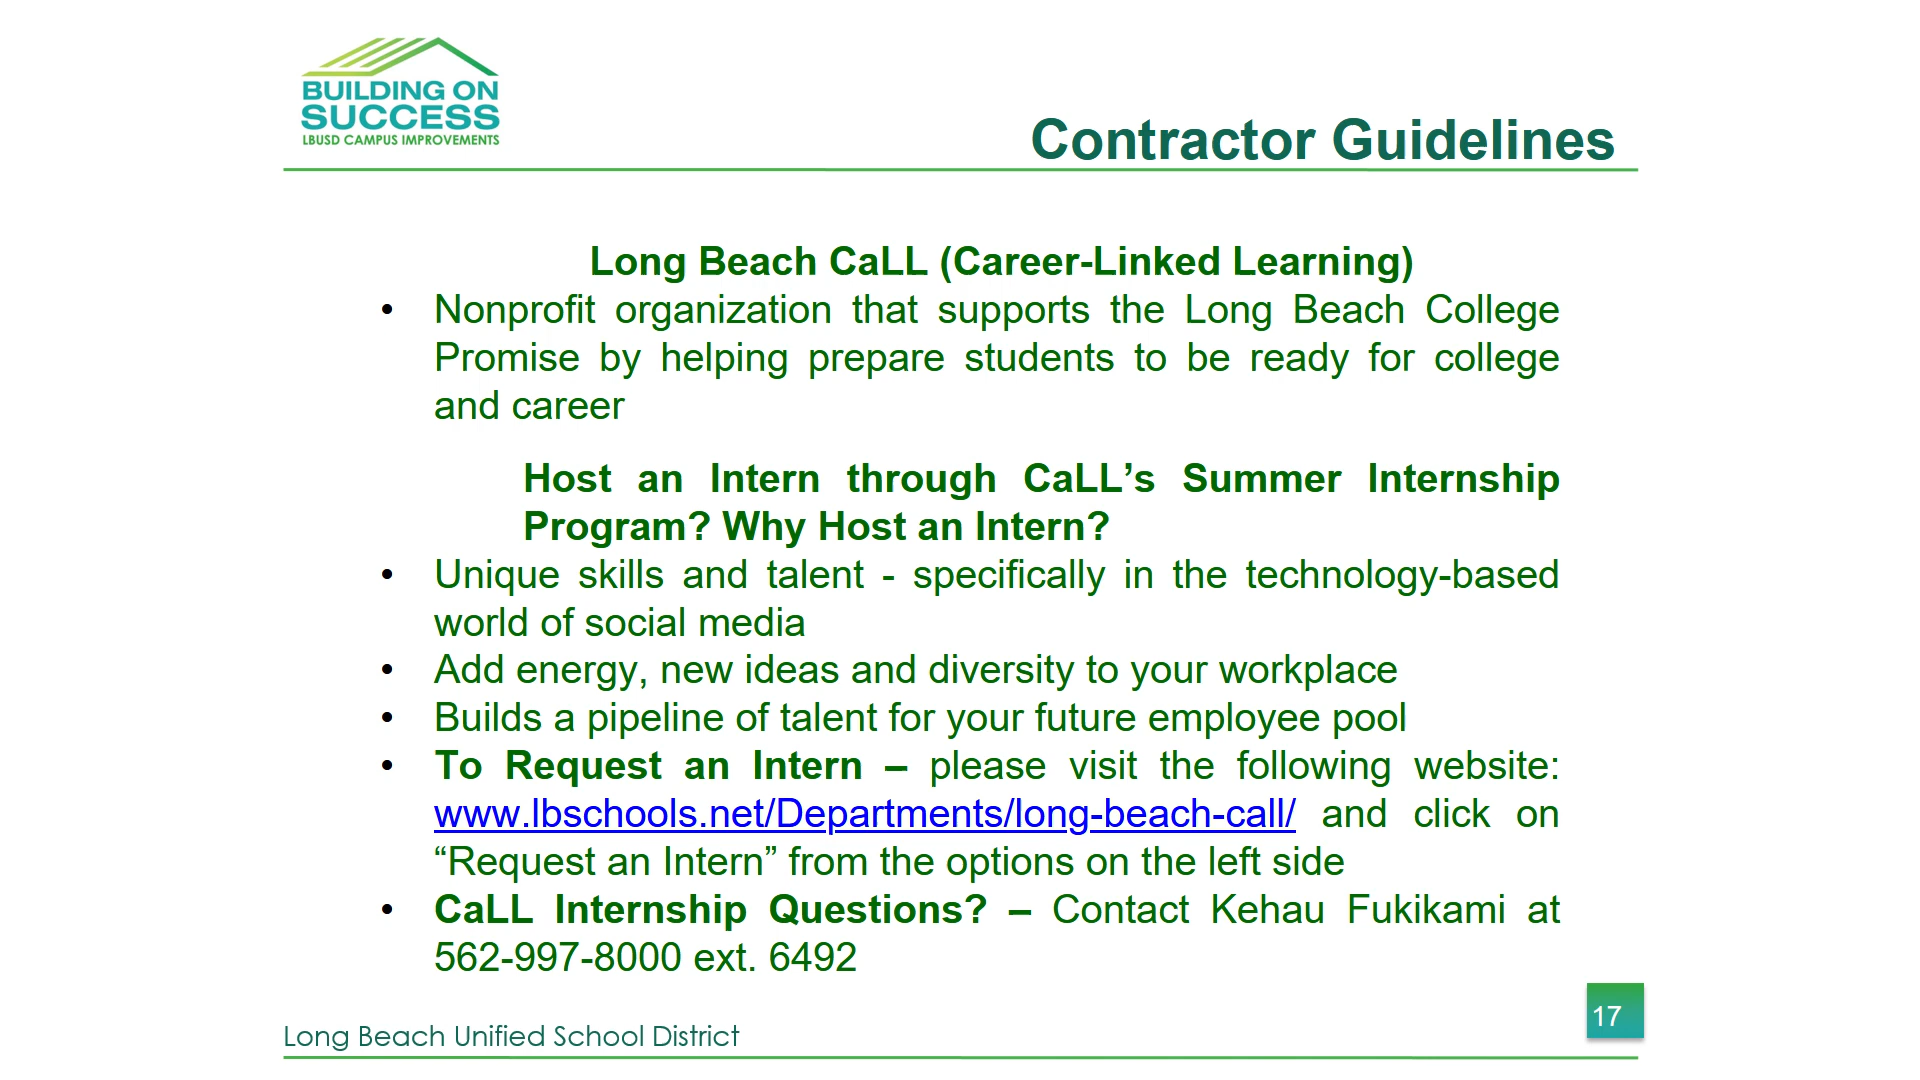 BUILDING ON
SUCCESS
LBUSD CAMPUS IMPROVEMENTS
Contractor Guidelines
Long Beach CaLL (Career-Linked Learning)
• Nonprofit organization that supports the Long Beach College
Promise by helping prepare students to be ready for college
and career
Host an Intern through CaLL’s Summer Internship
Program? Why Host an Intern?
• Unique skills and talent - specifically in the technology-based
world of social media
• Add energy, new ideas and diversity to your workplace
• Builds a pipeline of talent for your future employee pool
• To Request an Intern – please visit the following website:
www.lbschools.net/Departments/long-beach-call/ and click on
“Request an Intern” from the options on the left side
• CaLL Internship Questions? – Contact Kehau Fukikami at
562-997-8000 ext. 6492
17
Long Beach Unified School District